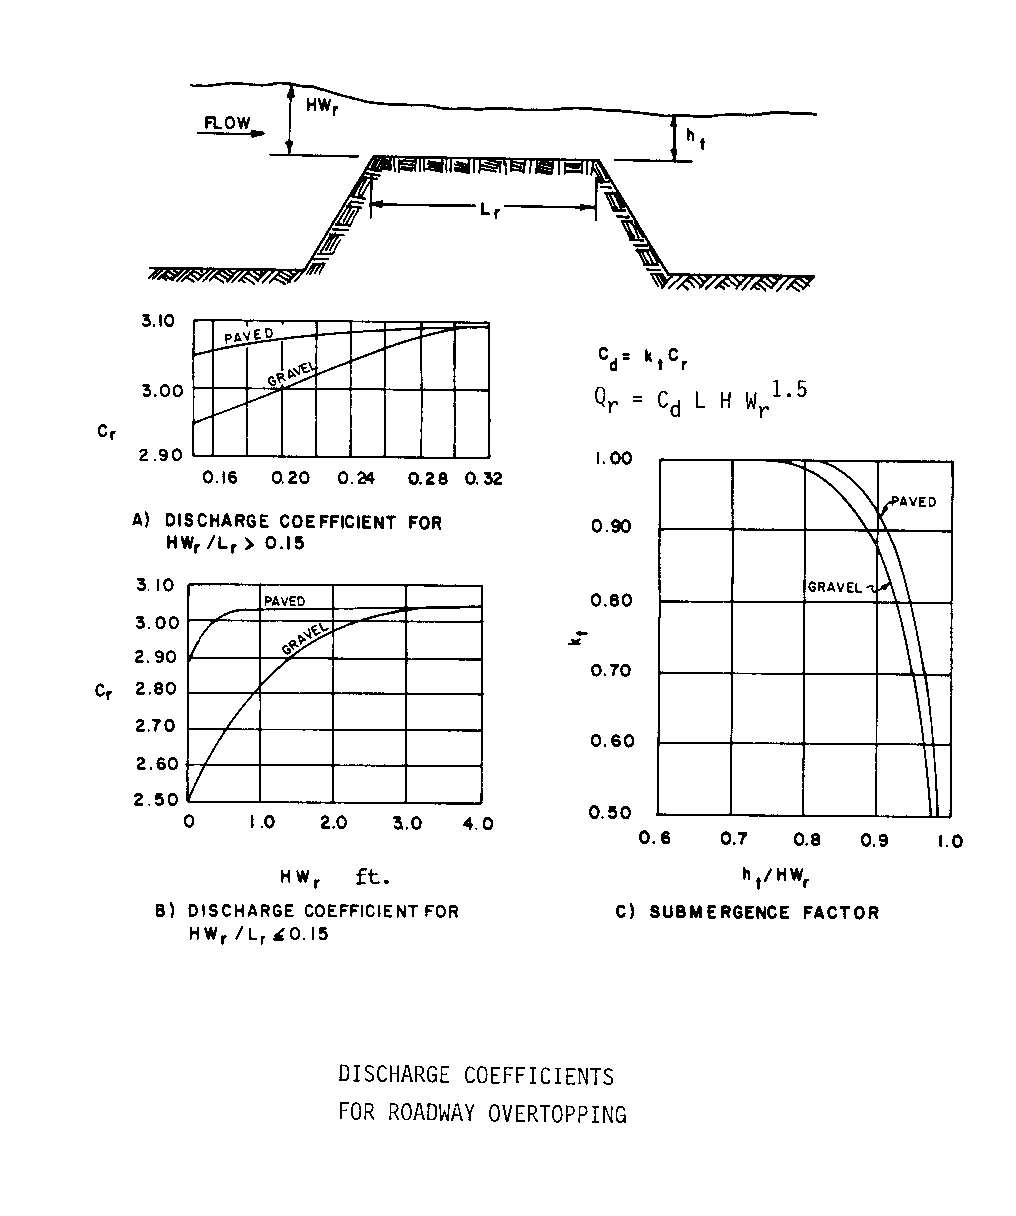 HWr
FLOW
ht
Lr
3.10
PAVED
GRAVEL
3.00
Cr
2.90
0.16 0.20 0.24 0.28 0.32
A) DISCHARGE COEFFICIENT FOR
HWr/Lr > 0.15
Cd = kt Cr
Qr = Cd L H Wr 1.5
3.10
PAVED
3.00
GRAVEL
2.90
Cr 2.80
2.70
2.60
2.50
0 1.0 2.0 3.0 4.0
HWr ft.
B) DISCHARGE COEFFICIENT FOR
HWr/Lr ≤ 0.15
1.00
PAVED
0.90
GRAVEL
0.80
kt
0.70
0.60
0.50
0.6 0.7 0.8 0.9 1.0
ht/HWr
C) SUBMERGENCE FACTOR
DISCHARGE COEFFICIENTS
FOR ROADWAY OVERTOPPING